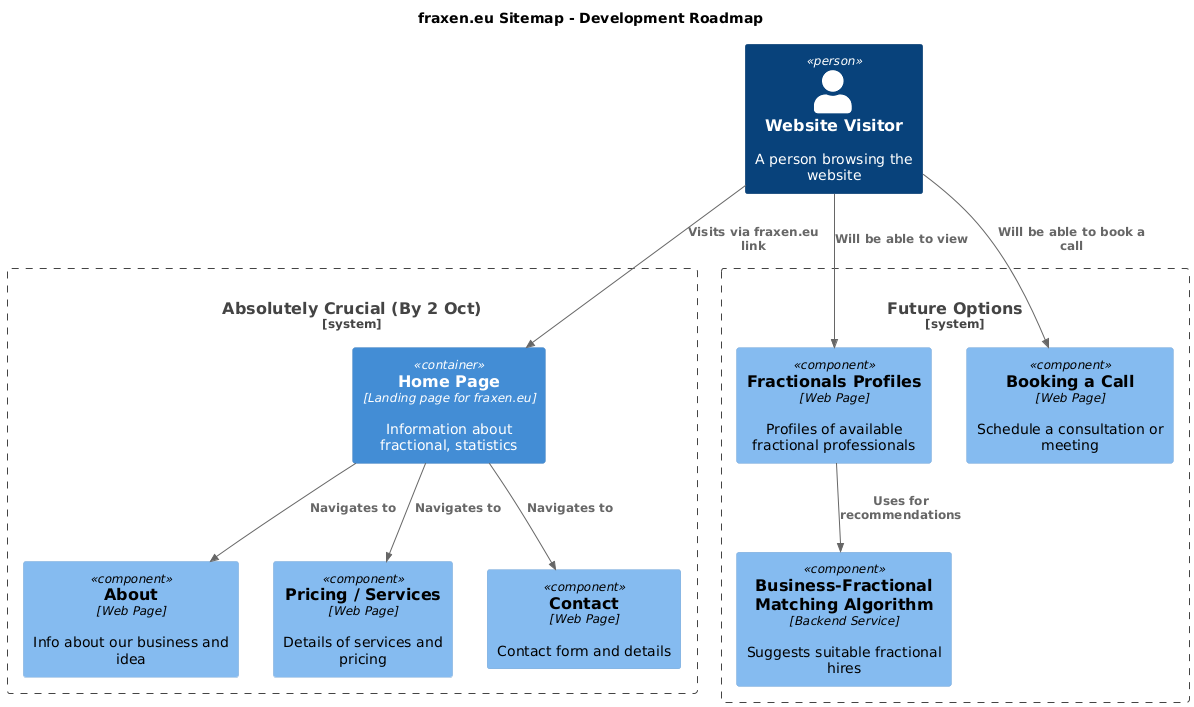 fraxen.eu Sitemap - Development Roadmap
«person»
Website Visitor
A person browsing the
website
Visits via fraxen.eu
link
Will be able to view
Will be able to book a
call
Absolutely Crucial (By 2 Oct)
[system]
Future Options
[system]
«container»
Home Page
[Landing page for fraxen.eu]
Information about
fractional, statistics
«component»
Fractionals Profiles
[Web Page]
Profiles of available
fractional professionals
«component»
Booking a Call
[Web Page]
Schedule a consultation or
meeting
Navigates to
Navigates to
Navigates to
Uses for
recommendations
«component»
About
[Web Page]
Info about our business and
idea
«component»
Pricing / Services
[Web Page]
Details of services and
pricing
«component»
Contact
[Web Page]
Contact form and details
«component»
Business-Fractional
Matching Algorithm
[Backend Service]
Suggests suitable fractional
hires